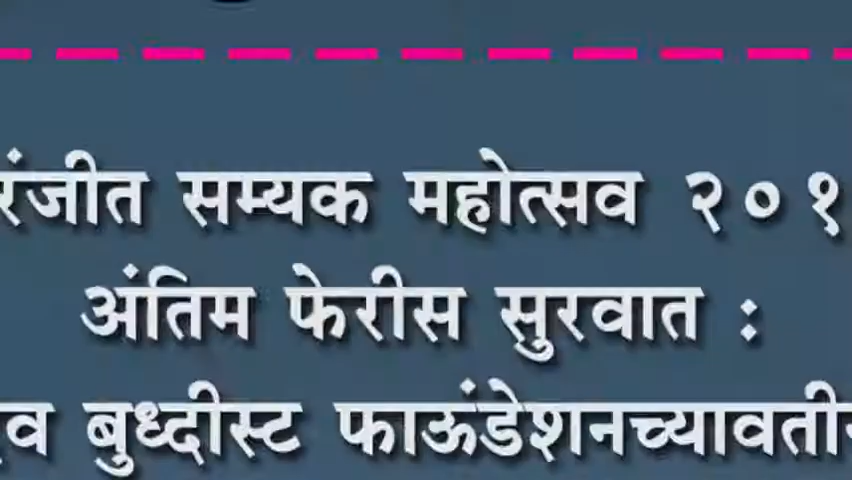 रंजीत सम्यक महोत्सव २०१
अंतिम फेरीस सुरवात :
व बुध्दीस्ट फाऊंडेशनच्यावतीन